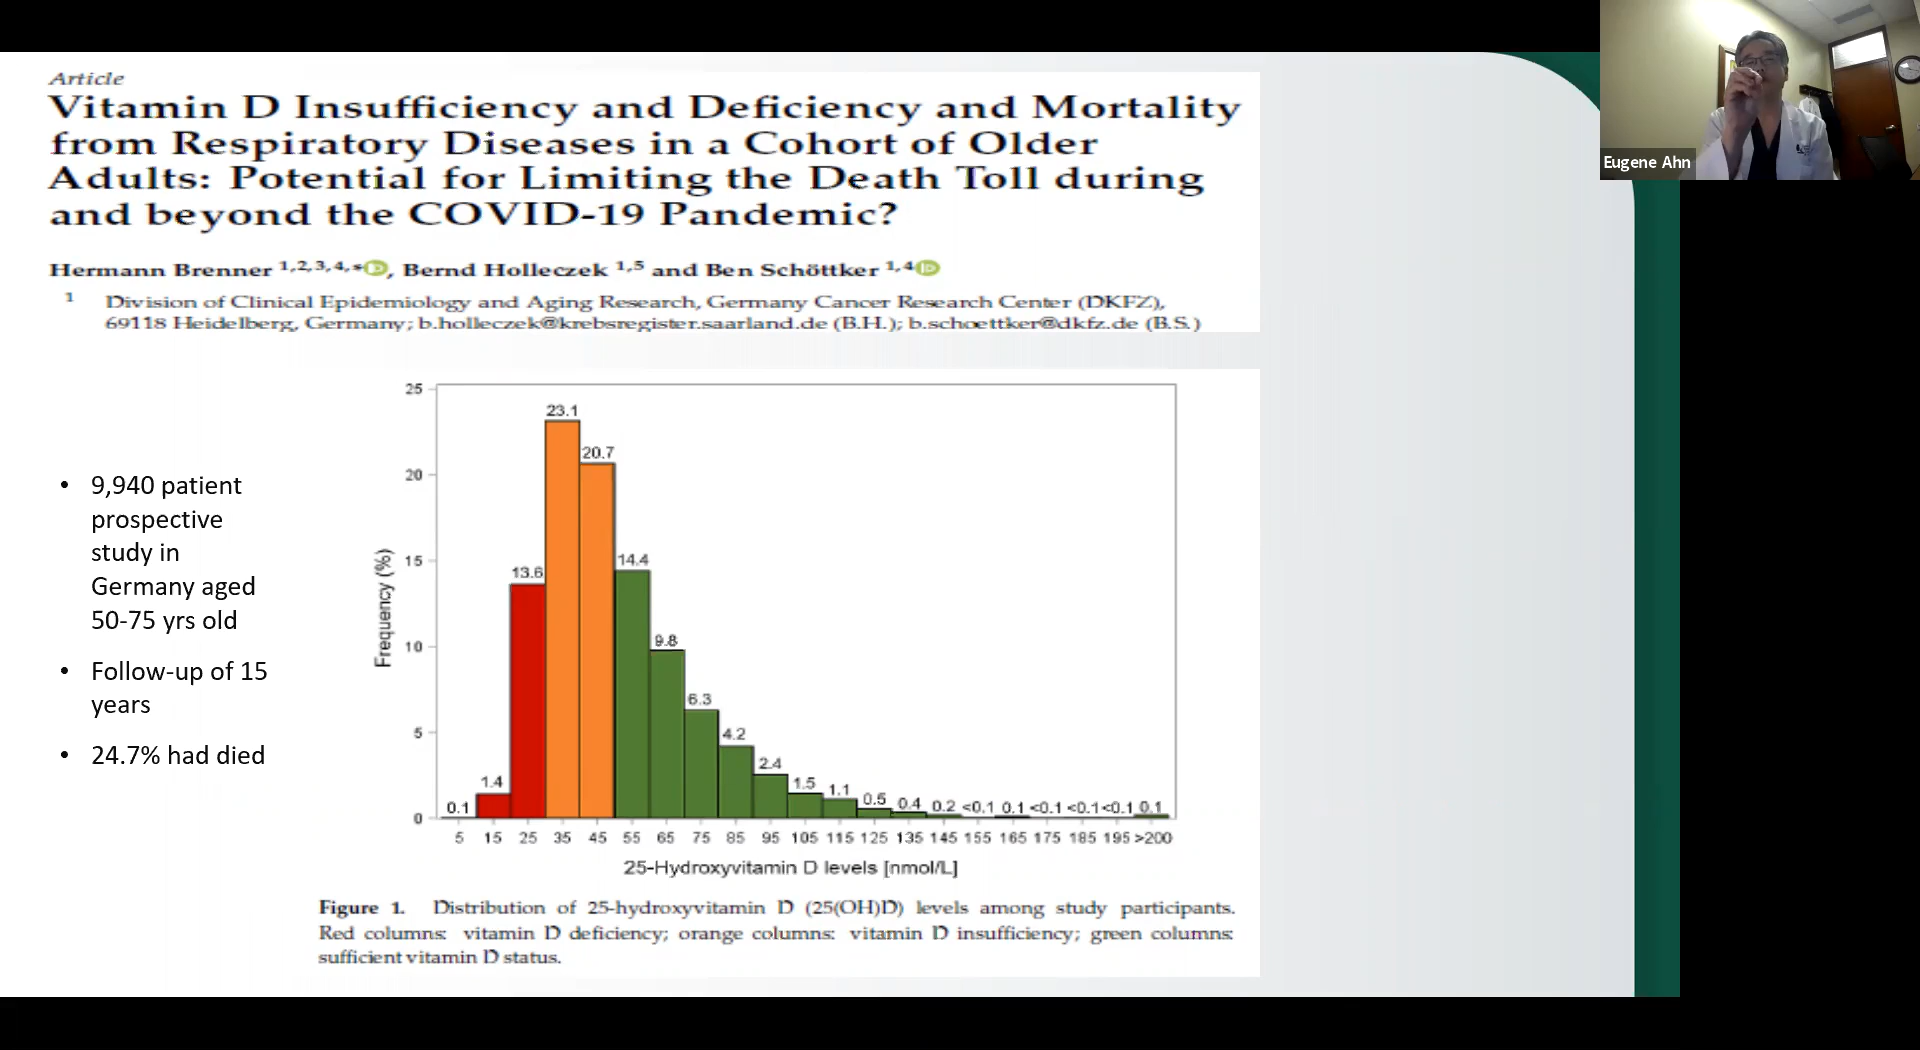 Article
Vitamin D Insufficiency and Deficiency and Mortality
from Respiratory Diseases in a Cohort of Older
Adults: Potential for Limiting the Death Toll during
and beyond the COVID-19 Pandemic?
Hermann Brenner 1,2,3,4,* iD, Bernd Holleczek 1,5 and Ben Schöttker 1,4 iD
1 Division of Clinical Epidemiology and Aging Research, Germany Cancer Research Center (DKFZ),
69118 Heidelberg, Germany; b.holleczek@krebsregister.saarland.de (B.H.); b.schoettker@dkfz.de (B.S.)
Eugene Ahn
• 9,940 patient
prospective
study in
Germany aged
50-75 yrs old
• Follow-up of 15
years
• 24.7% had died
Frequency (%)
25
20
15
10
5
0
0.1 1.4 13.6 23.1 20.7 14.4 9.8 6.3 4.2 2.4 1.5 1.1 0.5 0.4 0.2 <0.1 0.1 <0.1 <0.1 <0.1 0.1
5 15 25 35 45 55 65 75 85 95 105 115 125 135 145 155 165 175 185 195 >200
25-Hydroxyvitamin D levels [nmol/L]
Figure 1. Distribution of 25-hydroxyvitamin D (25(OH)D) levels among study participants.
Red columns: vitamin D deficiency; orange columns: vitamin D insufficiency; green columns:
sufficient vitamin D status.